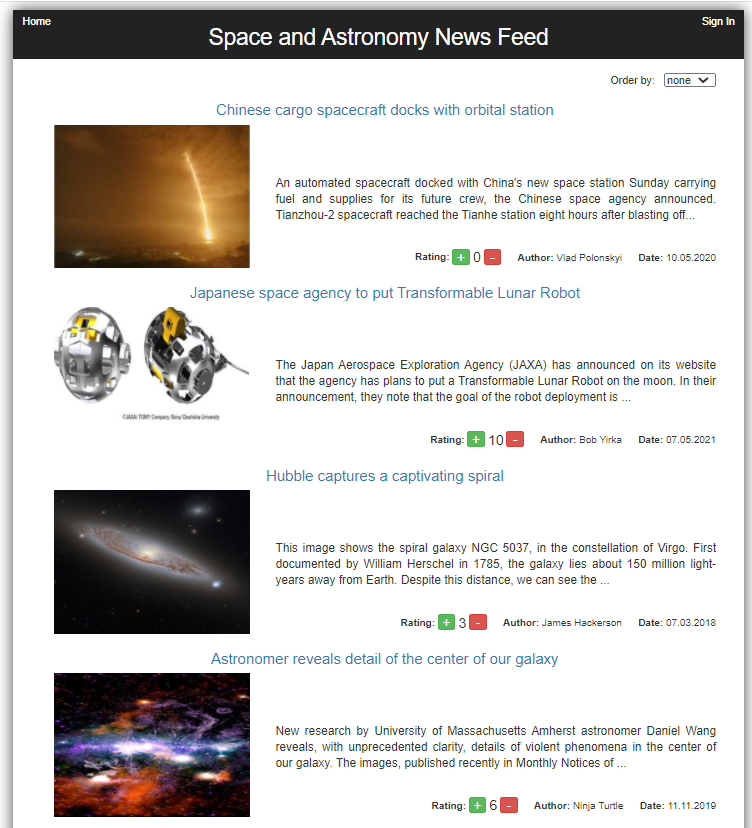 Home
Sign In
Space and Astronomy News Feed
Order by: none
Chinese cargo spacecraft docks with orbital station
An automated spacecraft docked with China's new space station Sunday carrying
fuel and supplies for its future crew, the Chinese space agency announced.
Tianzhou-2 spacecraft reached the Tianhe station eight hours after blasting off...
Rating: + 0 - Author: Vlad Polonskyi Date: 10.05.2020
Japanese space agency to put Transformable Lunar Robot
©JAXA/ TOMY Company /Sony/ Doshisha University
The Japan Aerospace Exploration Agency (JAXA) has announced on its website
that the agency has plans to put a Transformable Lunar Robot on the moon. In their
announcement, they note that the goal of the robot deployment is ...
Rating: + 10 - Author: Bob Yirka Date: 07.05.2021
Hubble captures a captivating spiral
This image shows the spiral galaxy NGC 5037, in the constellation of Virgo. First
documented by William Herschel in 1785, the galaxy lies about 150 million light-
years away from Earth. Despite this distance, we can see the ...
Rating: + 3 - Author: James Hackerson Date: 07.03.2018
Astronomer reveals detail of the center of our galaxy
New research by University of Massachusetts Amherst astronomer Daniel Wang
reveals, with unprecedented clarity, details of violent phenomena in the center of
our galaxy. The images, published recently in Monthly Notices of ...
Rating: + 6 - Author: Ninja Turtle Date: 11.11.2019